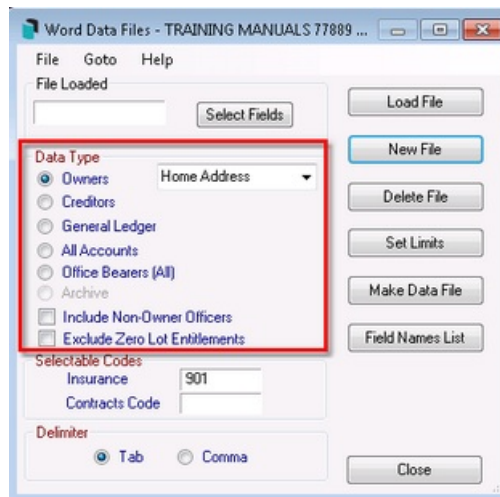 Word Data Files - TRAINING MANUALS 77889 ...
File Goto Help
File Loaded
Select Fields
Load File
New File
Delete File
Set Limits
Make Data File
Field Names List
Close
Data Type
Owners Home Address
Creditors
General Ledger
All Accounts
Office Bearers (All)
Archive
Include Non-Owner Officers
Exclude Zero Lot Entitlements
Selectable Codes
Insurance 901
Contracts Code
Delimiter
Tab Comma